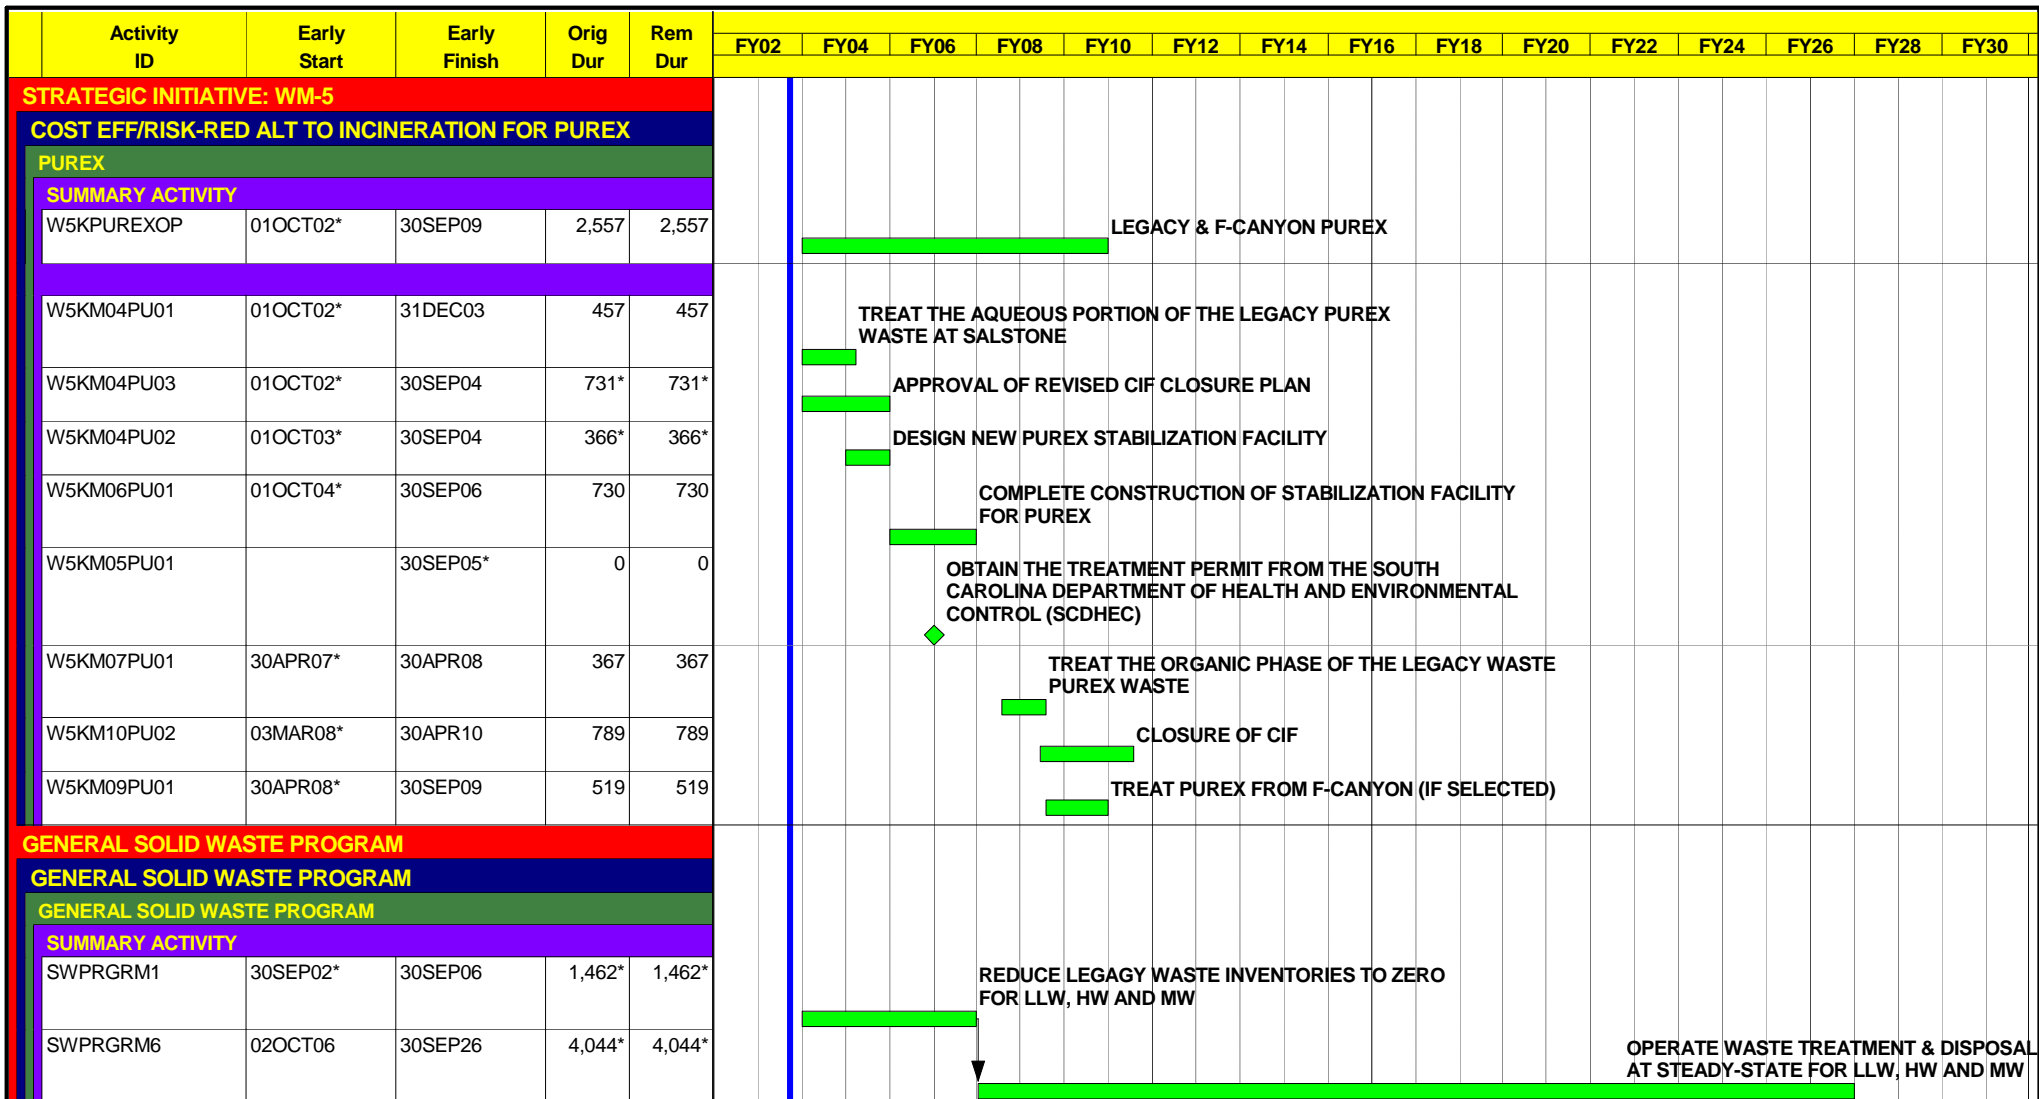 Activity ID Early Start Early Finish Orig Dur Rem Dur FY02 FY04 FY06 FY08 FY10 FY12 FY14 FY16 FY18 FY20 FY22 FY24 FY26 FY28 FY30
STRATEGIC INITIATIVE: WM-5
COST EFF/RISK-RED ALT TO INCINERATION FOR PUREX
PUREX
SUMMARY ACTIVITY
W5KPUREXOP 01OCT02* 30SEP09 2,557 2,557 LEGACY & F-CANYON PUREX
W5KM04PU01 01OCT02* 31DEC03 457 457 TREAT THE AQUEOUS PORTION OF THE LEGACY PUREX
WASTE AT SALSTONE
W5KM04PU03 01OCT02* 30SEP04 731* 731* APPROVAL OF REVISED CIF CLOSURE PLAN
W5KM04PU02 01OCT03* 30SEP04 366* 366* DESIGN NEW PUREX STABILIZATION FACILITY
W5KM06PU01 01OCT04* 30SEP06 730 730 COMPLETE CONSTRUCTION OF STABILIZATION FACILITY
FOR PUREX
W5KM05PU01 30SEP05* 0 0 OBTAIN THE TREATMENT PERMIT FROM THE SOUTH
CAROLINA DEPARTMENT OF HEALTH AND ENVIRONMENTAL
CONTROL (SCDHEC)
W5KM07PU01 30APR07* 30APR08 367 367 TREAT THE ORGANIC PHASE OF THE LEGACY WASTE
PUREX WASTE
W5KM10PU02 03MAR08* 30APR10 789 789 CLOSURE OF CIF
W5KM09PU01 30APR08* 30SEP09 519 519 TREAT PUREX FROM F-CANYON (IF SELECTED)
GENERAL SOLID WASTE PROGRAM
GENERAL SOLID WASTE PROGRAM
GENERAL SOLID WASTE PROGRAM
SUMMARY ACTIVITY
SWPRGRM1 30SEP02* 30SEP06 1,462* 1,462* REDUCE LEGAGY WASTE INVENTORIES TO ZERO
FOR LLW, HW AND MW
SWPRGRM6 02OCT06 30SEP26 4,044* 4,044* OPERATE WASTE TREATMENT & DISPOSAL
AT STEADY-STATE FOR LLW, HW AND MW